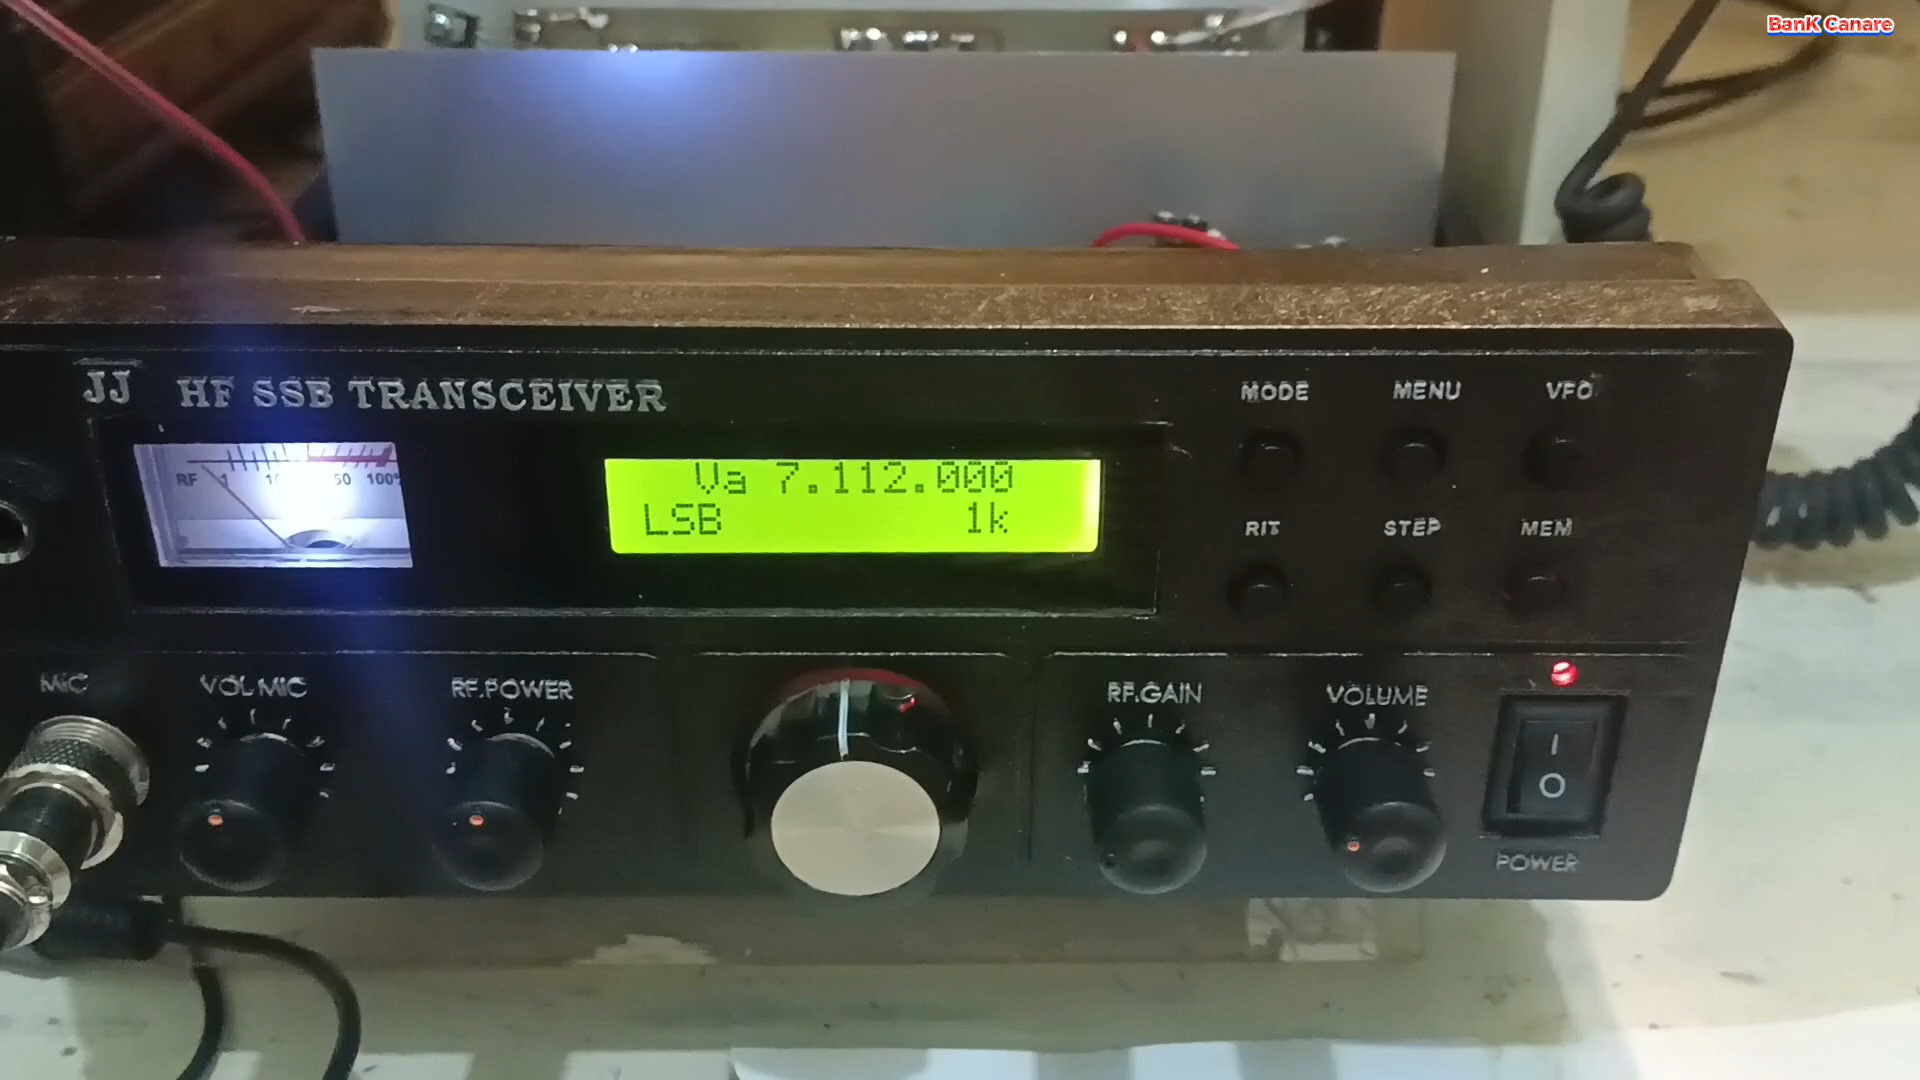 BanK Canare
JJ HF SSB TRANSCEIVER
MODE MENU VFO
RF 1 10 50 100%
Va 7.112.000
LSB 1k
RIT STEP MEM
MIC VOL MIC RF.POWER RF.GAIN VOLUME
I
O
POWER